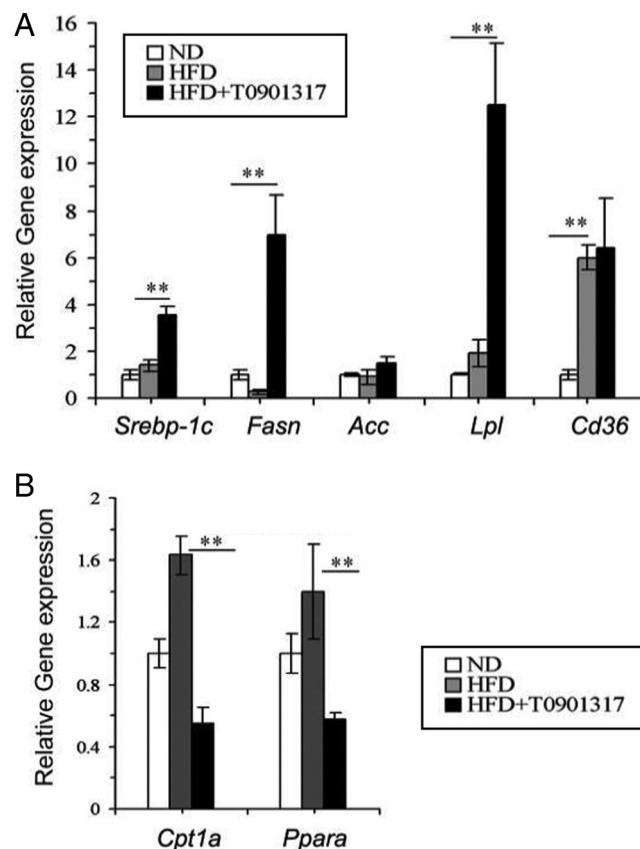 A
Relative Gene expression
16
14
12
10
8
6
4
2
0
ND
HFD
HFD+T0901317
**
**
**
**
Srebp-1c Fasn Acc Lpl Cd36
B
Relative Gene expression
2
1.6
1.2
0.8
0.4
0
**
**
ND
HFD
HFD+T0901317
Cpt1a Ppara